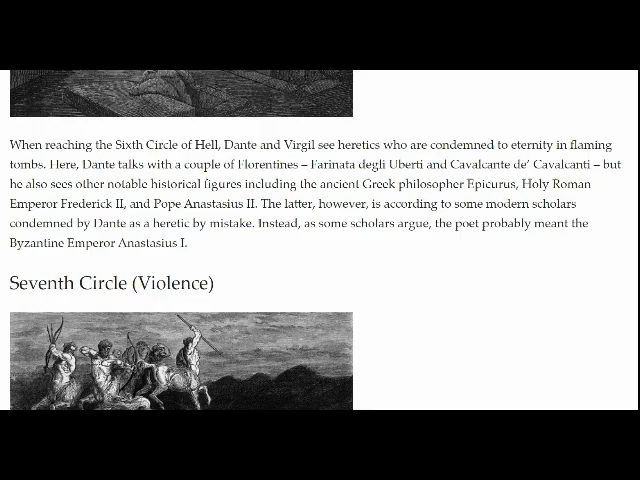 When reaching the Sixth Circle of Hell, Dante and Virgil see heretics who are condemned to eternity in flaming
tombs. Here, Dante talks with a couple of Florentines – Farinata degli Uberti and Cavalcante de' Cavalcanti – but
he also sees other notable historical figures including the ancient Greek philosopher Epicurus, Holy Roman
Emperor Frederick II, and Pope Anastasius II. The latter, however, is according to some modern scholars
condemned by Dante as a heretic by mistake. Instead, as some scholars argue, the poet probably meant the
Byzantine Emperor Anastasius I.
Seventh Circle (Violence)